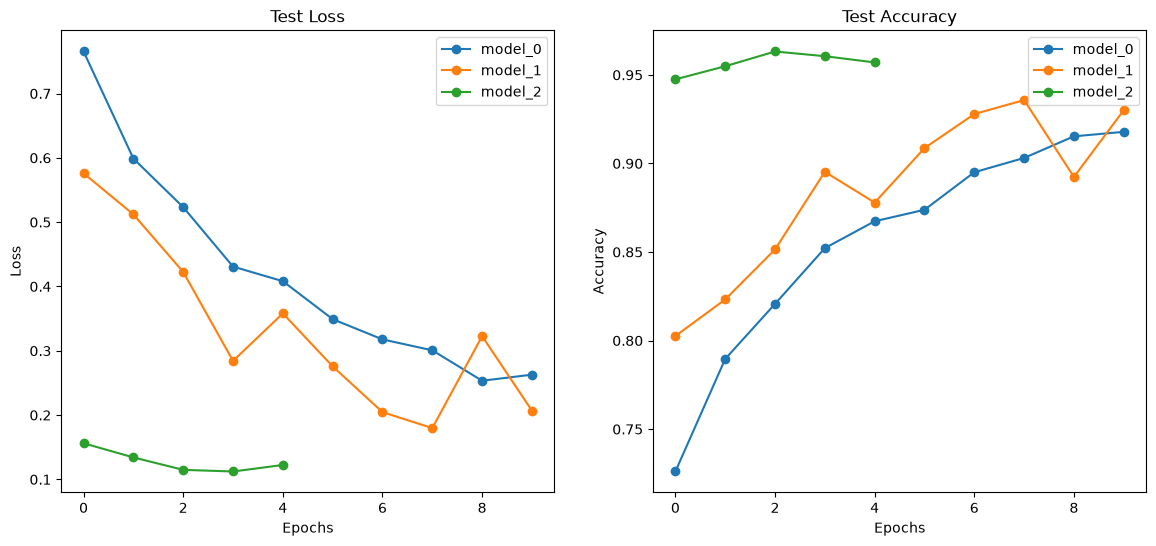 Test Loss
model_0
model_1
model_2
0.7
0.6
0.5
0.4
0.3
0.2
0.1
Loss
0 2 4 6 8
Epochs
Test Accuracy
model_0
model_1
model_2
0.95
0.90
0.85
0.80
0.75
Accuracy
0 2 4 6 8
Epochs